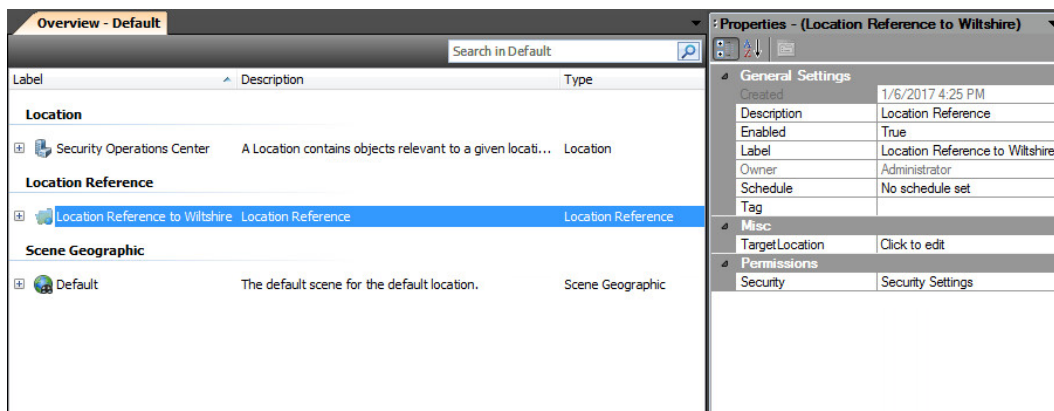 Overview - Default
Search in Default
Label Description Type
Location
Security Operations Center A Location contains objects relevant to a given locati... Location
Location Reference
Location Reference to Wiltshire Location Reference Location Reference
Scene Geographic
Default The default scene for the default location. Scene Geographic
Properties - (Location Reference to Wiltshire)
General Settings
Created 1/6/2017 4:25 PM
Description Location Reference
Enabled True
Label Location Reference to Wiltshire
Owner Administrator
Schedule No schedule set
Tag
Misc
TargetLocation Click to edit
Permissions
Security Security Settings